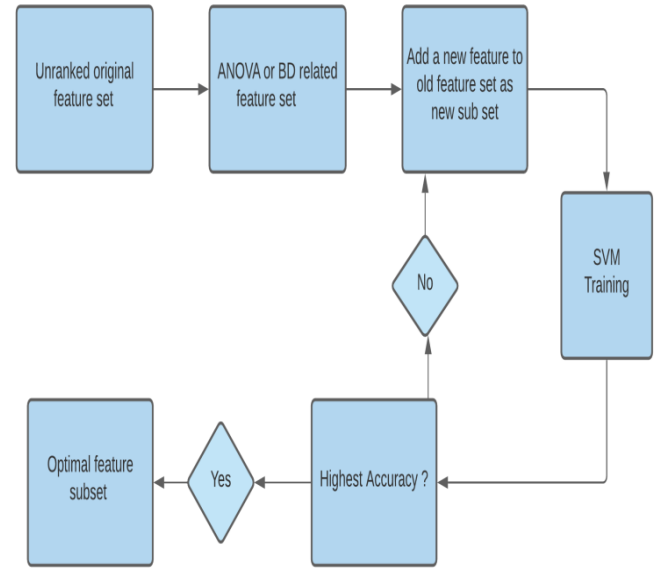 Unranked original
feature set
ANOVA or BD related
feature set
Add a new feature to
old feature set as
new sub set
SVM
Training
No
Highest Accuracy ?
Yes
Optimal feature
subset